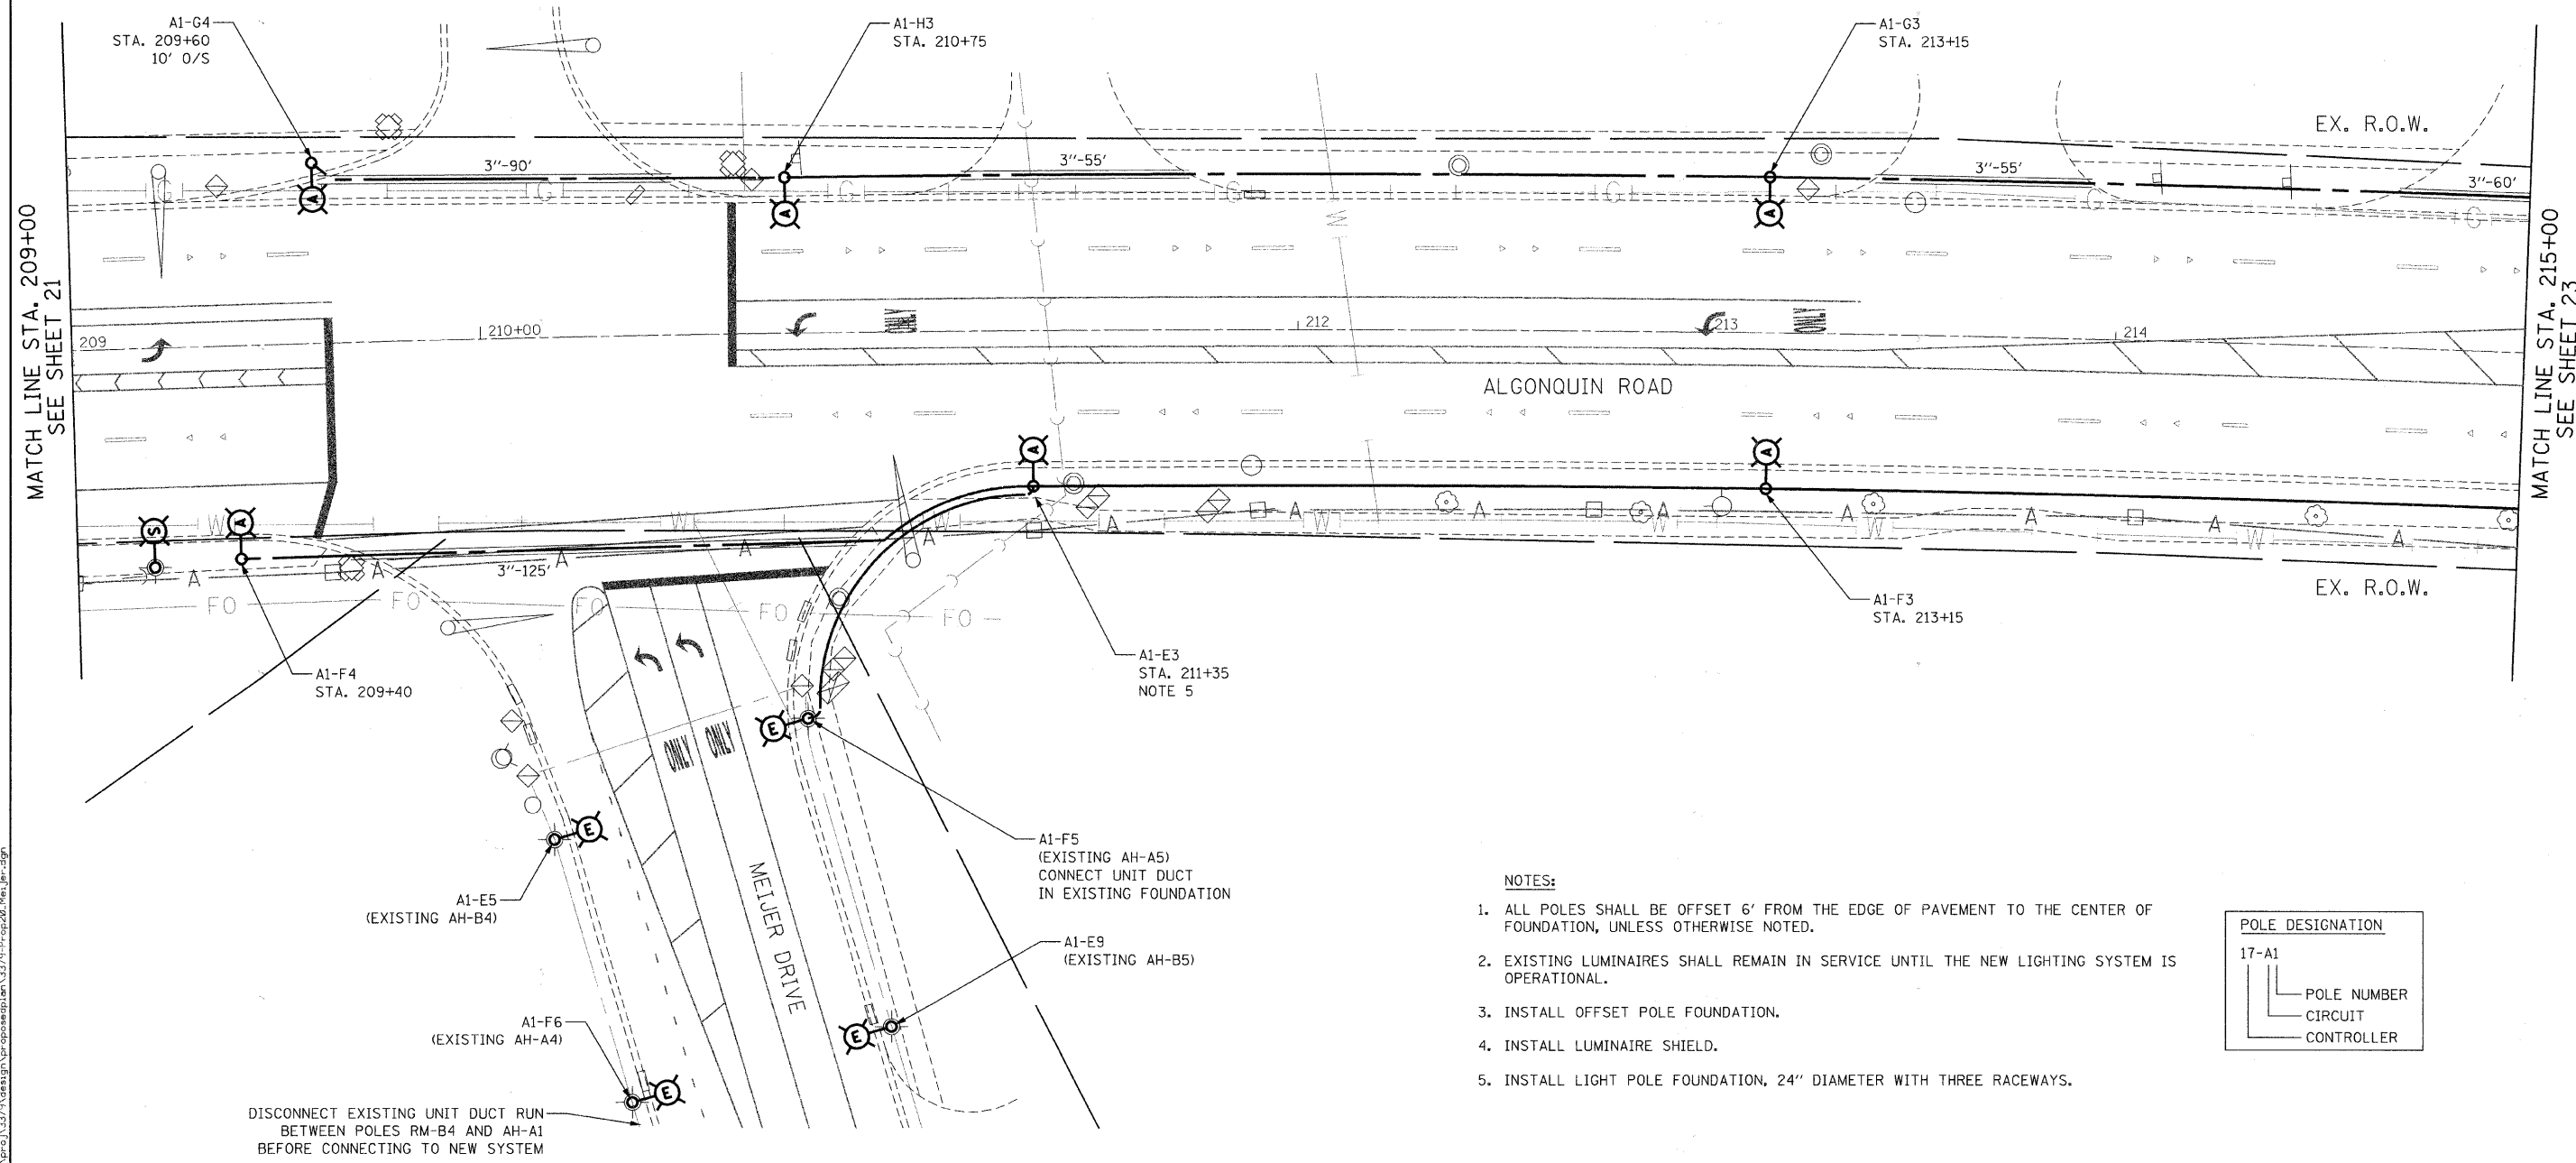 A1-G4
STA. 209+60
10' O/S
A1-H3
STA. 210+75
A1-G3
STA. 213+15
EX. R.O.W.
3"-90'
3"-55'
3"-55'
3"-60'
G
G
G
G
G
G
G
A
A
A
W
MATCH LINE STA. 209+00
SEE SHEET 21
MATCH LINE STA. 215+00
SEE SHEET 23
209
210+00
212
213
214
ALGONQUIN ROAD
A
A
S
A
W
W
W
W
W
W
W
A
A
A
A
A
A
A
A
A
A
A
A
A
3"-125'
FO
FO
FO
FO
FO
EX. R.O.W.
A1-F3
STA. 213+15
A1-E3
STA. 211+35
NOTE 5
A1-F4
STA. 209+40
E
ONLY
ONLY
E
A1-F5
(EXISTING AH-A5)
CONNECT UNIT DUCT
IN EXISTING FOUNDATION
A1-E5
(EXISTING AH-B4)
MEIJER DRIVE
A1-E9
(EXISTING AH-B5)
A1-F6
(EXISTING AH-A4)
E
E
DISCONNECT EXISTING UNIT DUCT RUN
BETWEEN POLES RM-B4 AND AH-A1
BEFORE CONNECTING TO NEW SYSTEM
NOTES:
1. ALL POLES SHALL BE OFFSET 6' FROM THE EDGE OF PAVEMENT TO THE CENTER OF
FOUNDATION, UNLESS OTHERWISE NOTED.
2. EXISTING LUMINAIRES SHALL REMAIN IN SERVICE UNTIL THE NEW LIGHTING SYSTEM IS
OPERATIONAL.
3. INSTALL OFFSET POLE FOUNDATION.
4. INSTALL LUMINAIRE SHIELD.
5. INSTALL LIGHT POLE FOUNDATION, 24" DIAMETER WITH THREE RACEWAYS.
POLE DESIGNATION
17-A1
POLE NUMBER
CIRCUIT
CONTROLLER